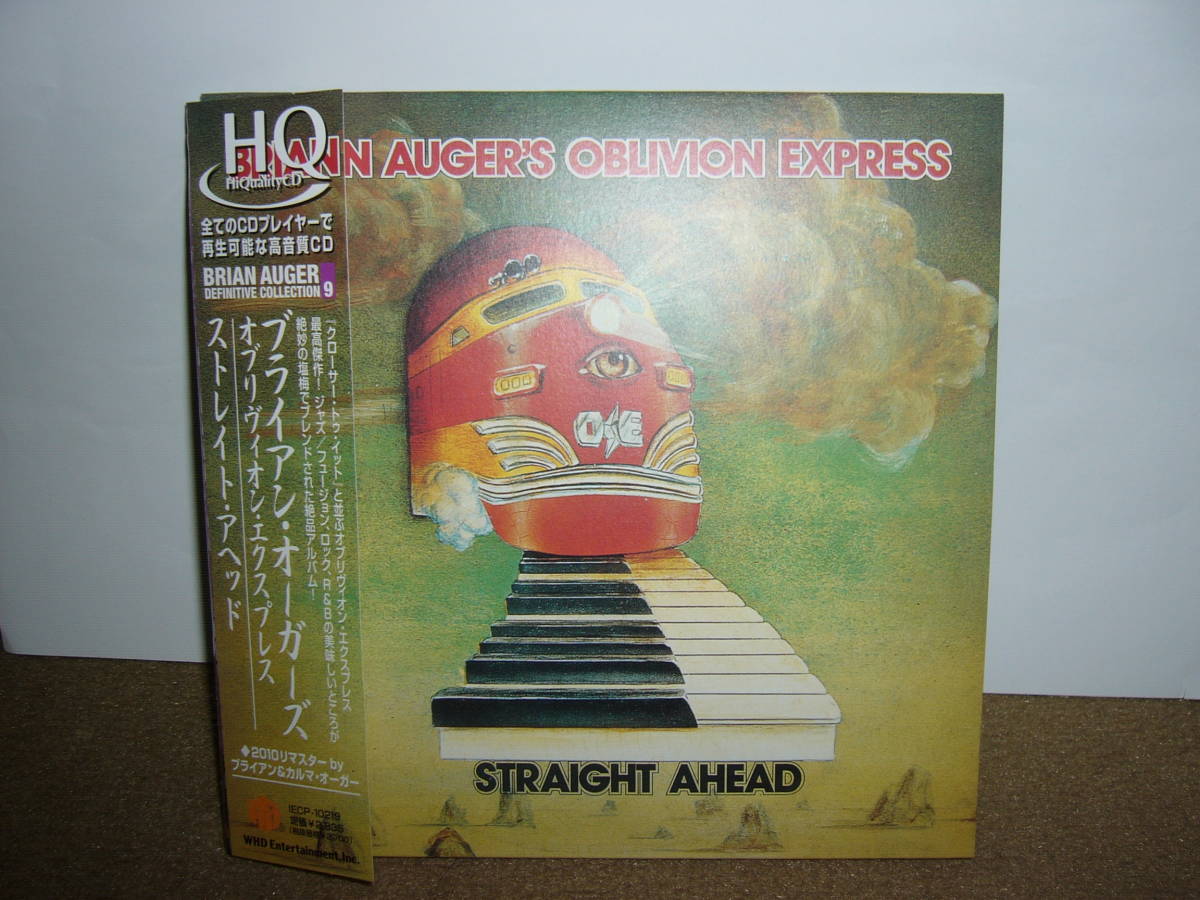 HQ
HiQualityCD
全てのCDプレイヤーで
再生可能な高音質CD
BRIAN AUGER
DEFINITIVE COLLECTION 9
「クローサー・トゥ・イット」と並ぶオブリヴィオン・エクスプレス
最高傑作!ジャズ/フュージョン、ロック、R&Bの美味しいところが
絶妙の塩梅でブレンドされた絶品アルバム!
ブライアン・オーガーズ
オブリヴィオン・エクスプレス
ストレイト・アヘッド
◆2010リマスター by
ブライアン&カルマ・オーガー
IECP-10219
定価¥2,835
WHD Entertainment, Inc.
AUGER'S OBLIVION EXPRESS
OE
STRAIGHT AHEAD